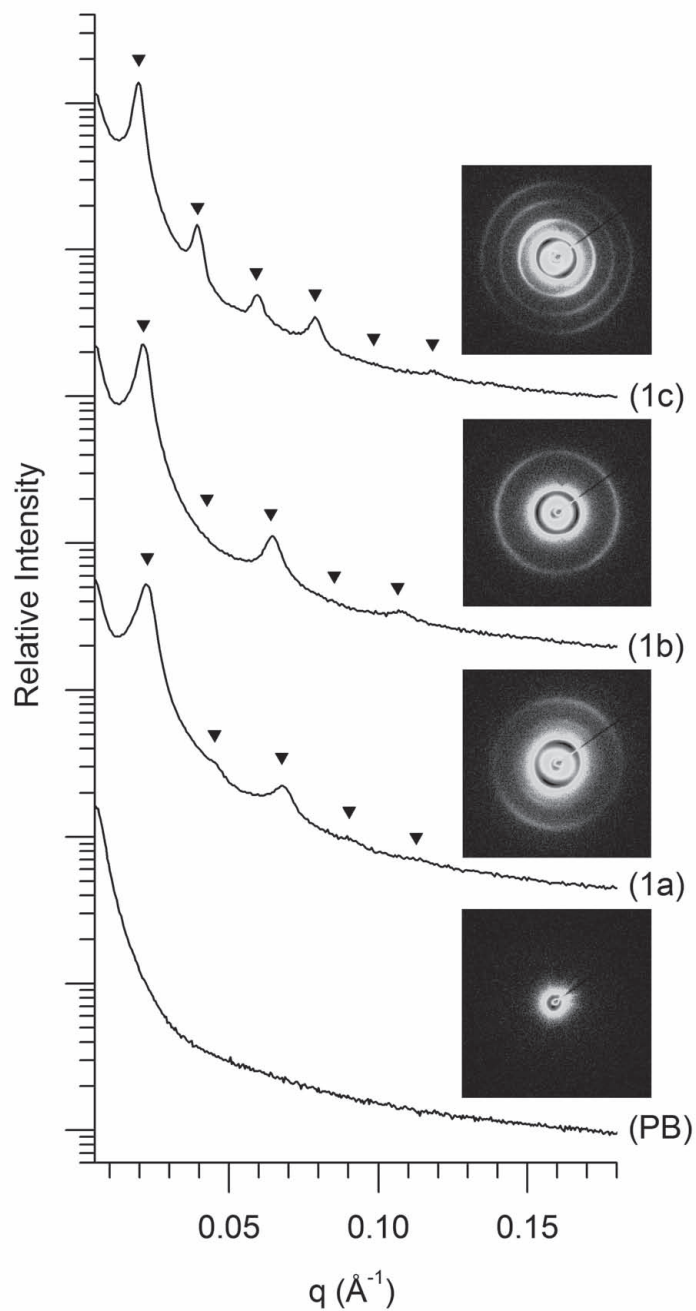 (1c)
(1b)
(1a)
(PB)
Relative Intensity
0.05 0.10 0.15
q (Å⁻¹)